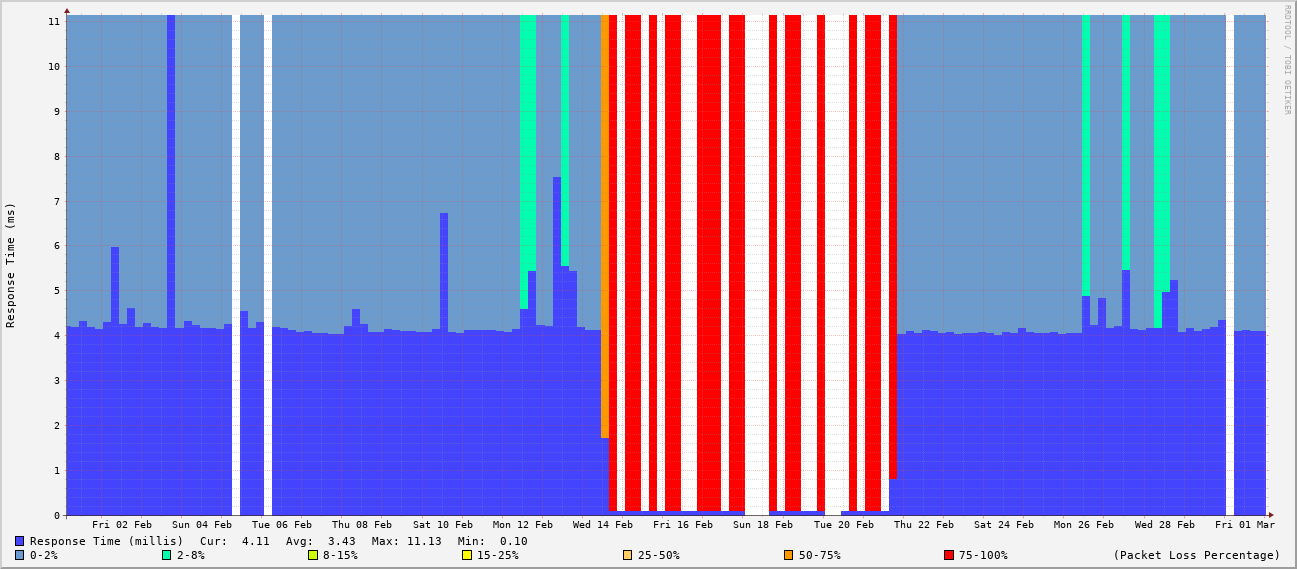 RRDTOOL / TOBI OETIKER
Response Time (ms)
11
10
9
8
7
6
5
4
3
2
1
0
Fri 02 Feb Sun 04 Feb Tue 06 Feb Thu 08 Feb Sat 10 Feb Mon 12 Feb Wed 14 Feb Fri 16 Feb Sun 18 Feb Tue 20 Feb Thu 22 Feb Sat 24 Feb Mon 26 Feb Wed 28 Feb Fri 01 Mar
Response Time (millis) Cur: 4.11 Avg: 3.43 Max: 11.13 Min: 0.10
0-2% 2-8% 8-15% 15-25% 25-50% 50-75% 75-100% (Packet Loss Percentage)